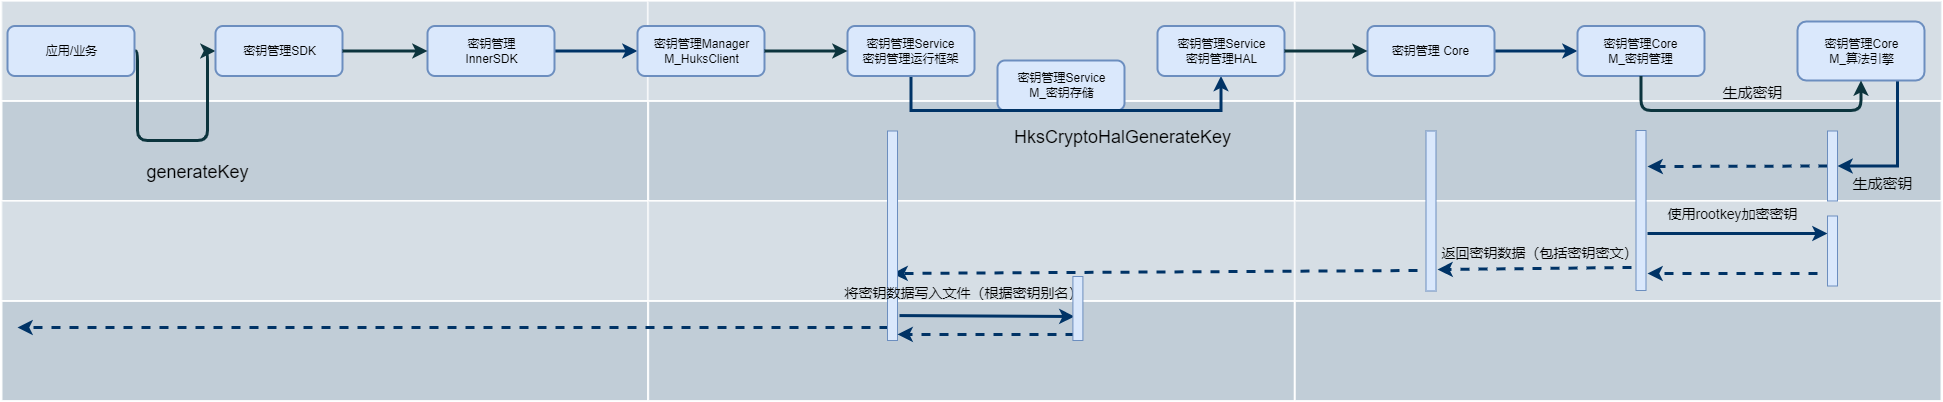 应用/业务
密钥管理SDK
密钥管理
InnerSDK
密钥管理Manager
M_HuksClient
密钥管理Service
密钥管理运行框架
密钥管理Service
M_密钥存储
密钥管理Service
密钥管理HAL
密钥管理 Core
密钥管理Core
M_密钥管理
密钥管理Core
M_算法引擎
生成密钥
HksCryptoHalGenerateKey
generateKey
生成密钥
使用rootkey加密密钥
返回密钥数据（包括密钥密文）
将密钥数据写入文件（根据密钥别名）